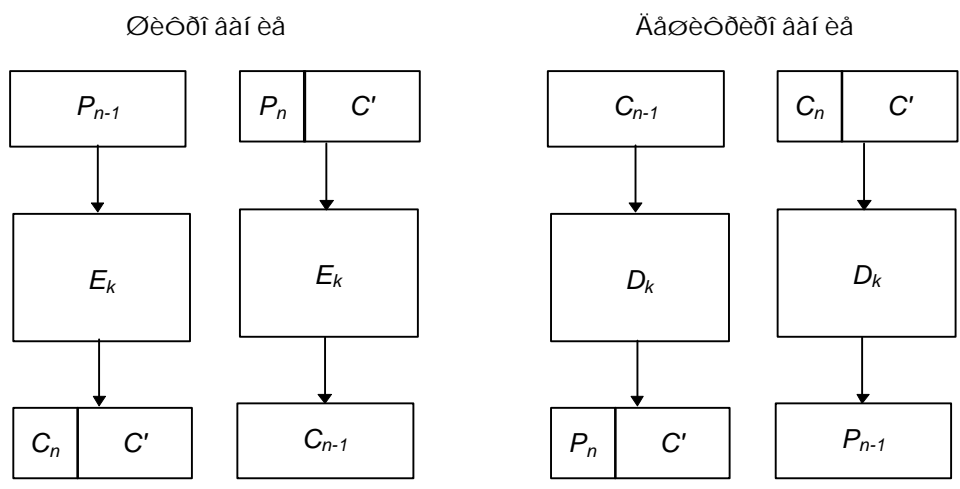 Øèôðî âàí èå
Äåøèôðèðî âàí èå
Pn-1
Pn C'
Cn-1
Cn C'
Ek
Ek
Dk
Dk
Cn C'
Cn-1
Pn C'
Pn-1